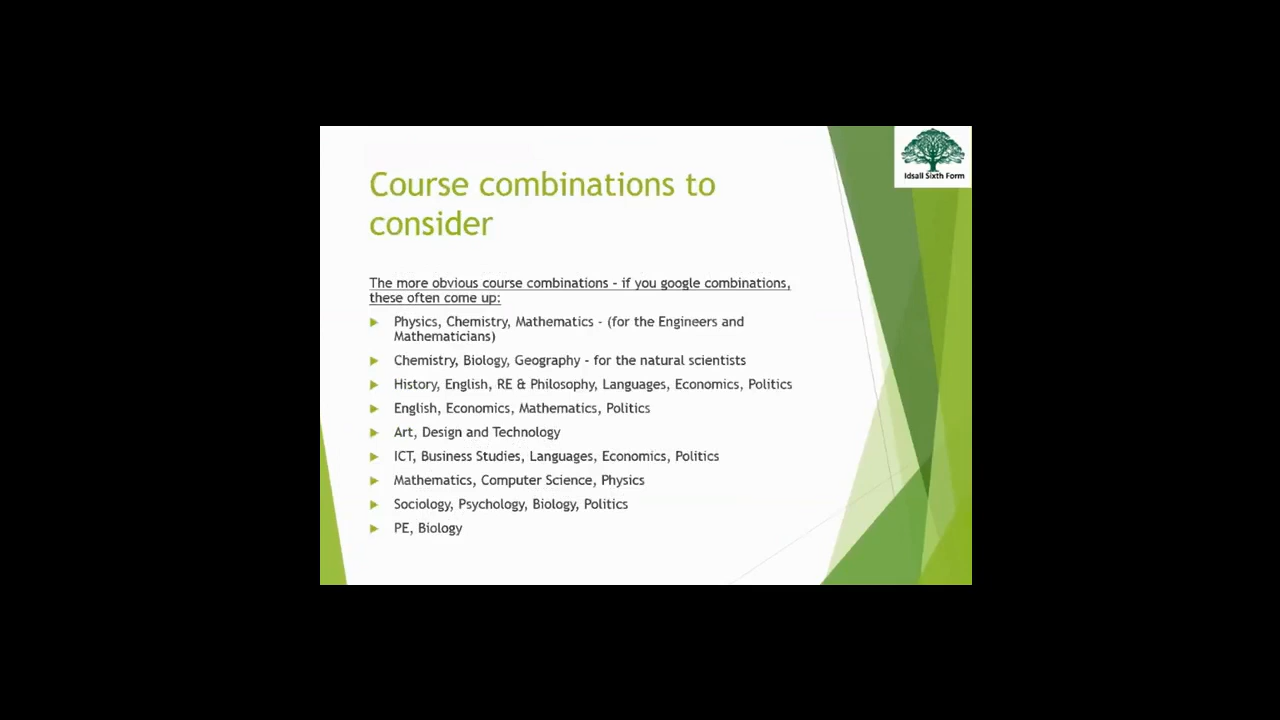 Idsall Sixth Form
Course combinations to
consider
The more obvious course combinations - if you google combinations,
these often come up:
Physics, Chemistry, Mathematics - (for the Engineers and
Mathematicians)
Chemistry, Biology, Geography - for the natural scientists
History, English, RE & Philosophy, Languages, Economics, Politics
English, Economics, Mathematics, Politics
Art, Design and Technology
ICT, Business Studies, Languages, Economics, Politics
Mathematics, Computer Science, Physics
Sociology, Psychology, Biology, Politics
PE, Biology